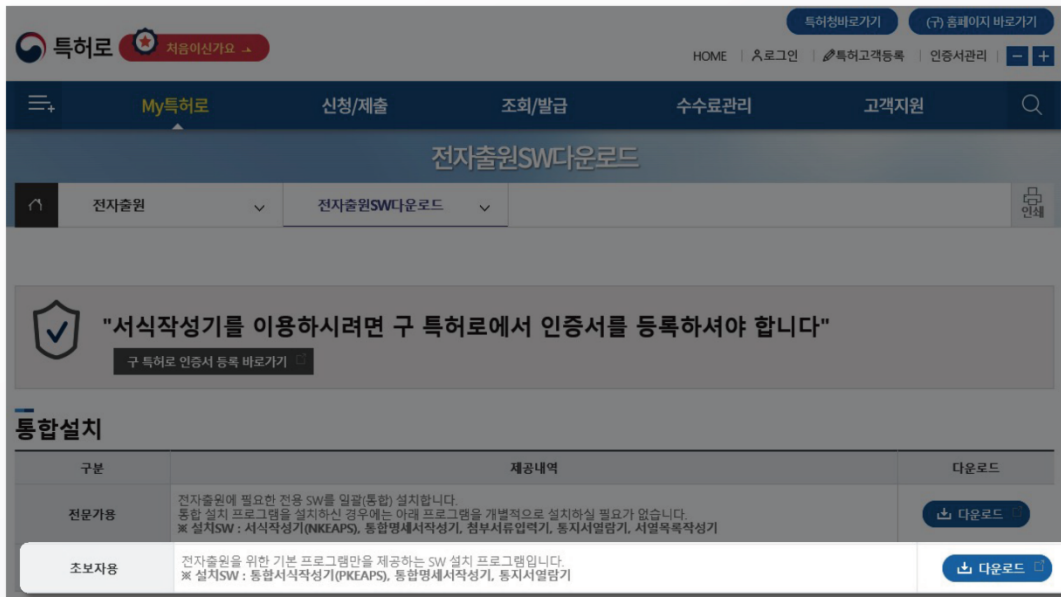 특허청바로가기 (구) 홈페이지 바로가기
특허로 처음이신가요
HOME 로그인 특허고객등록 인증서관리
My특허로 신청/제출 조회/발급 수수료관리 고객지원
전자출원SW다운로드
전자출원 전자출원SW다운로드 인쇄
"서식작성기를 이용하시려면 구 특허로에서 인증서를 등록하셔야 합니다"
구 특허로 인증서 등록 바로가기
통합설치
구분 제공내역 다운로드
전자출원에 필요한 전용 SW를 일괄(통합) 설치합니다.
전문가용 통합 설치 프로그램을 설치하신 경우에는 아래 프로그램을 개별적으로 설치하실 필요가 없습니다. 다운로드
※ 설치SW : 서식작성기(NKEAPS), 통합명세서작성기, 첨부서류입력기, 통지서열람기, 서열목록작성기
초보자용 전자출원을 위한 기본 프로그램만을 제공하는 SW 설치 프로그램입니다. 다운로드
※ 설치SW : 통합서식작성기(PKEAPS), 통합명세서작성기, 통지서열람기